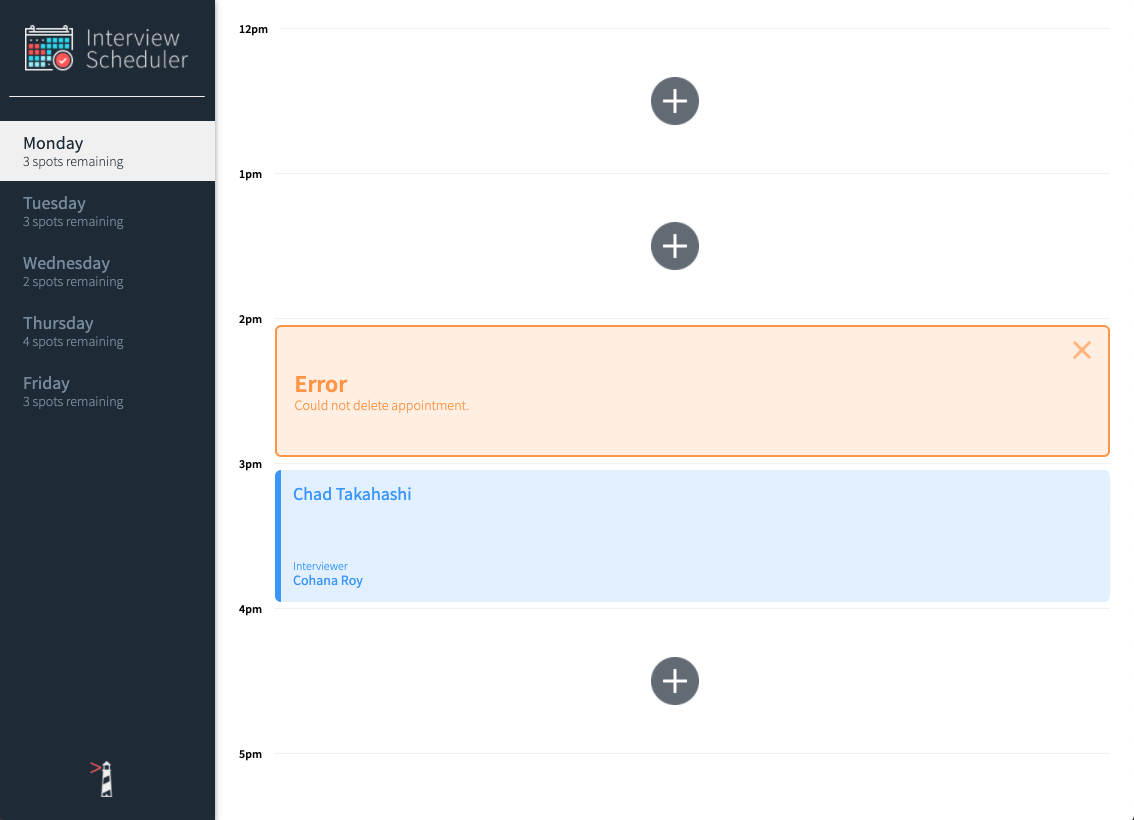 Interview
Scheduler
Monday
3 spots remaining
Tuesday
3 spots remaining
Wednesday
2 spots remaining
Thursday
4 spots remaining
Friday
3 spots remaining
12pm
1pm
2pm
Error
Could not delete appointment.
3pm
Chad Takahashi
Interviewer
Cohana Roy
4pm
5pm